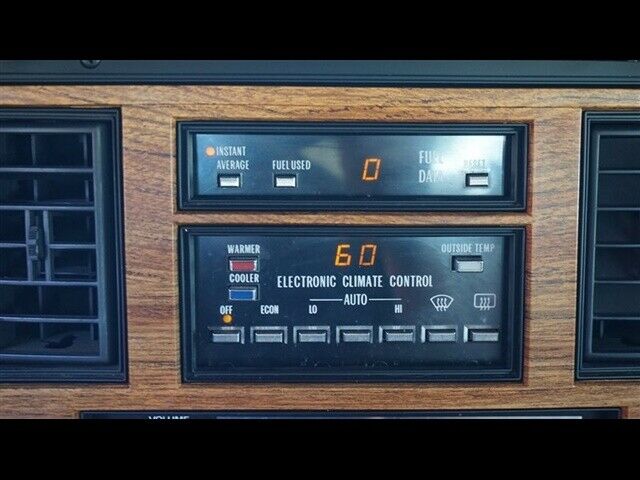 INSTANT
AVERAGE
FUEL USED
0
FUEL
DATA
RESET
WARMER
COOLER
60
OUTSIDE TEMP
ELECTRONIC CLIMATE CONTROL
AUTO
OFF
ECON
LO
HI
VOLUME